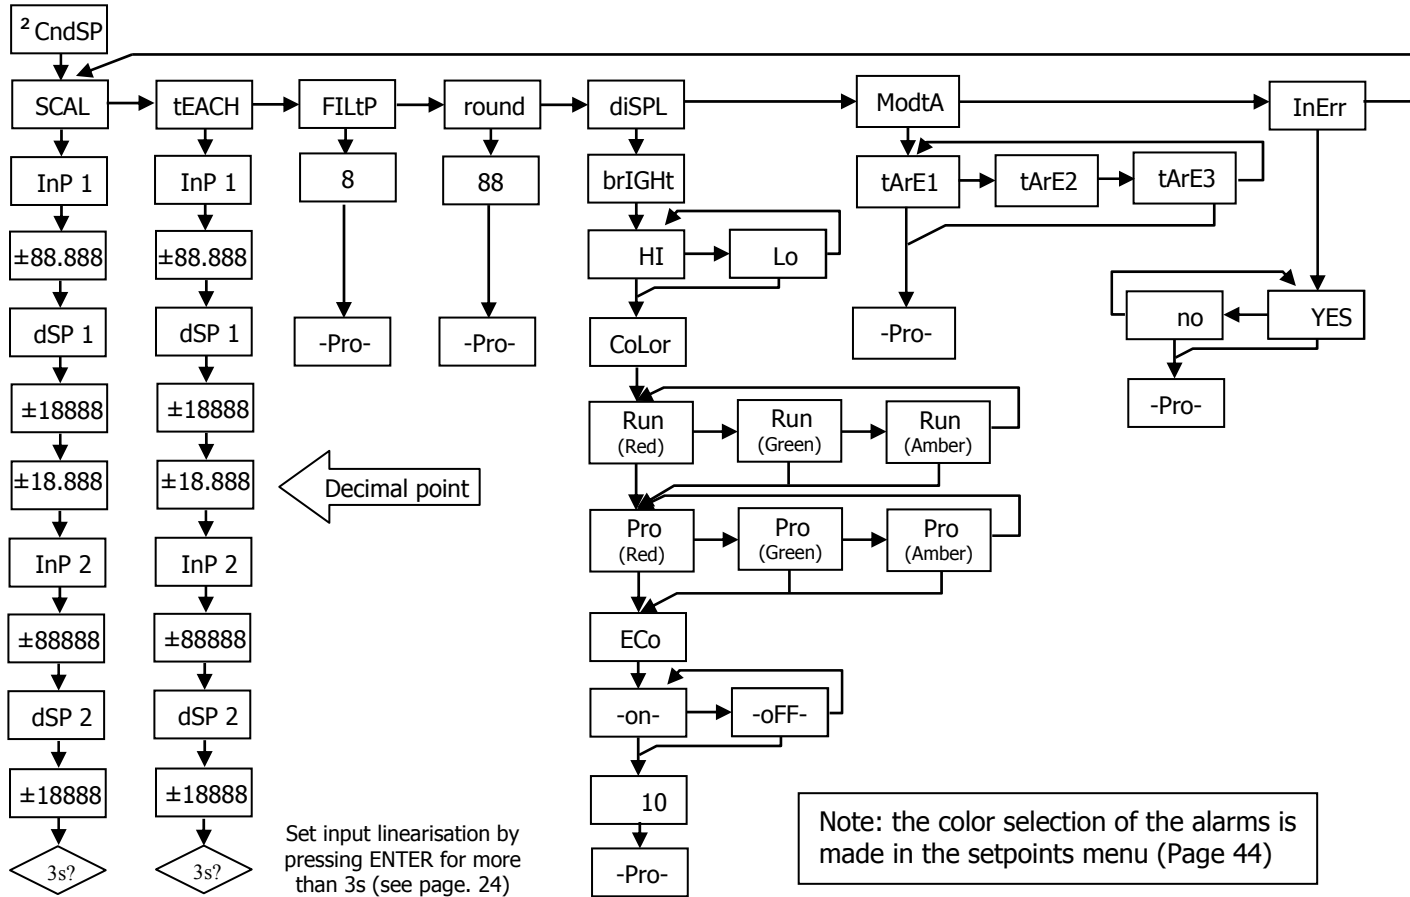 ² CndSP
SCAL
tEACH
FILtP
round
diSPL
ModtA
InErr
InP 1
InP 1
8
88
brIGHt
tArE1
tArE2
tArE3
±88.888
±88.888
HI
Lo
dSP 1
dSP 1
-Pro-
-Pro-
CoLor
-Pro-
no
YES
±18888
±18888
Run
(Red)
Run
(Green)
Run
(Amber)
-Pro-
±18.888
±18.888
Decimal point
InP 2
InP 2
Pro
(Red)
Pro
(Green)
Pro
(Amber)
±88888
±88888
ECo
dSP 2
dSP 2
-on-
-oFF-
±18888
±18888
10
3s?
3s?
Set input linearisation by
pressing ENTER for more
than 3s (see page. 24)
-Pro-
Note: the color selection of the alarms is
made in the setpoints menu (Page 44)